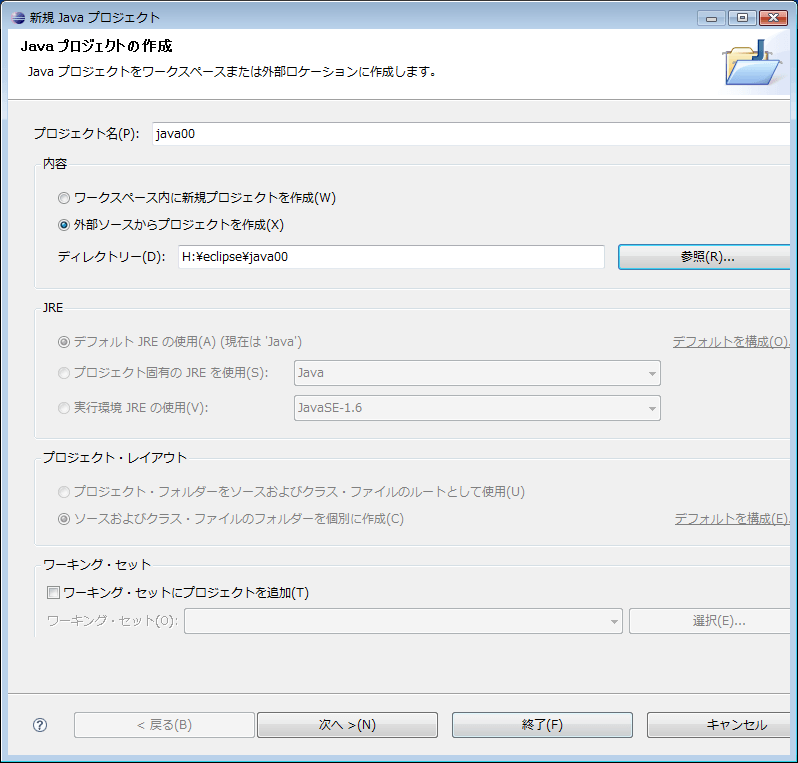 新規 Java プロジェクト
Java プロジェクトの作成
Java プロジェクトをワークスペースまたは外部ロケーションに作成します。
プロジェクト名(P): java00
内容
ワークスペース内に新規プロジェクトを作成(W)
外部ソースからプロジェクトを作成(X)
ディレクトリー(D): H:¥eclipse¥java00 参照(R)...
JRE
デフォルト JRE の使用(A) (現在は 'Java') デフォルトを構成(O).
プロジェクト固有の JRE を使用(S): Java
実行環境 JRE の使用(V): JavaSE-1.6
プロジェクト・レイアウト
プロジェクト・フォルダーをソースおよびクラス・ファイルのルートとして使用(U)
ソースおよびクラス・ファイルのフォルダーを個別に作成(C) デフォルトを構成(E).
ワーキング・セット
ワーキング・セットにプロジェクトを追加(T)
ワーキング・セット(O): 選択(E)...
? < 戻る(B) 次へ >(N) 終了(F) キャンセル